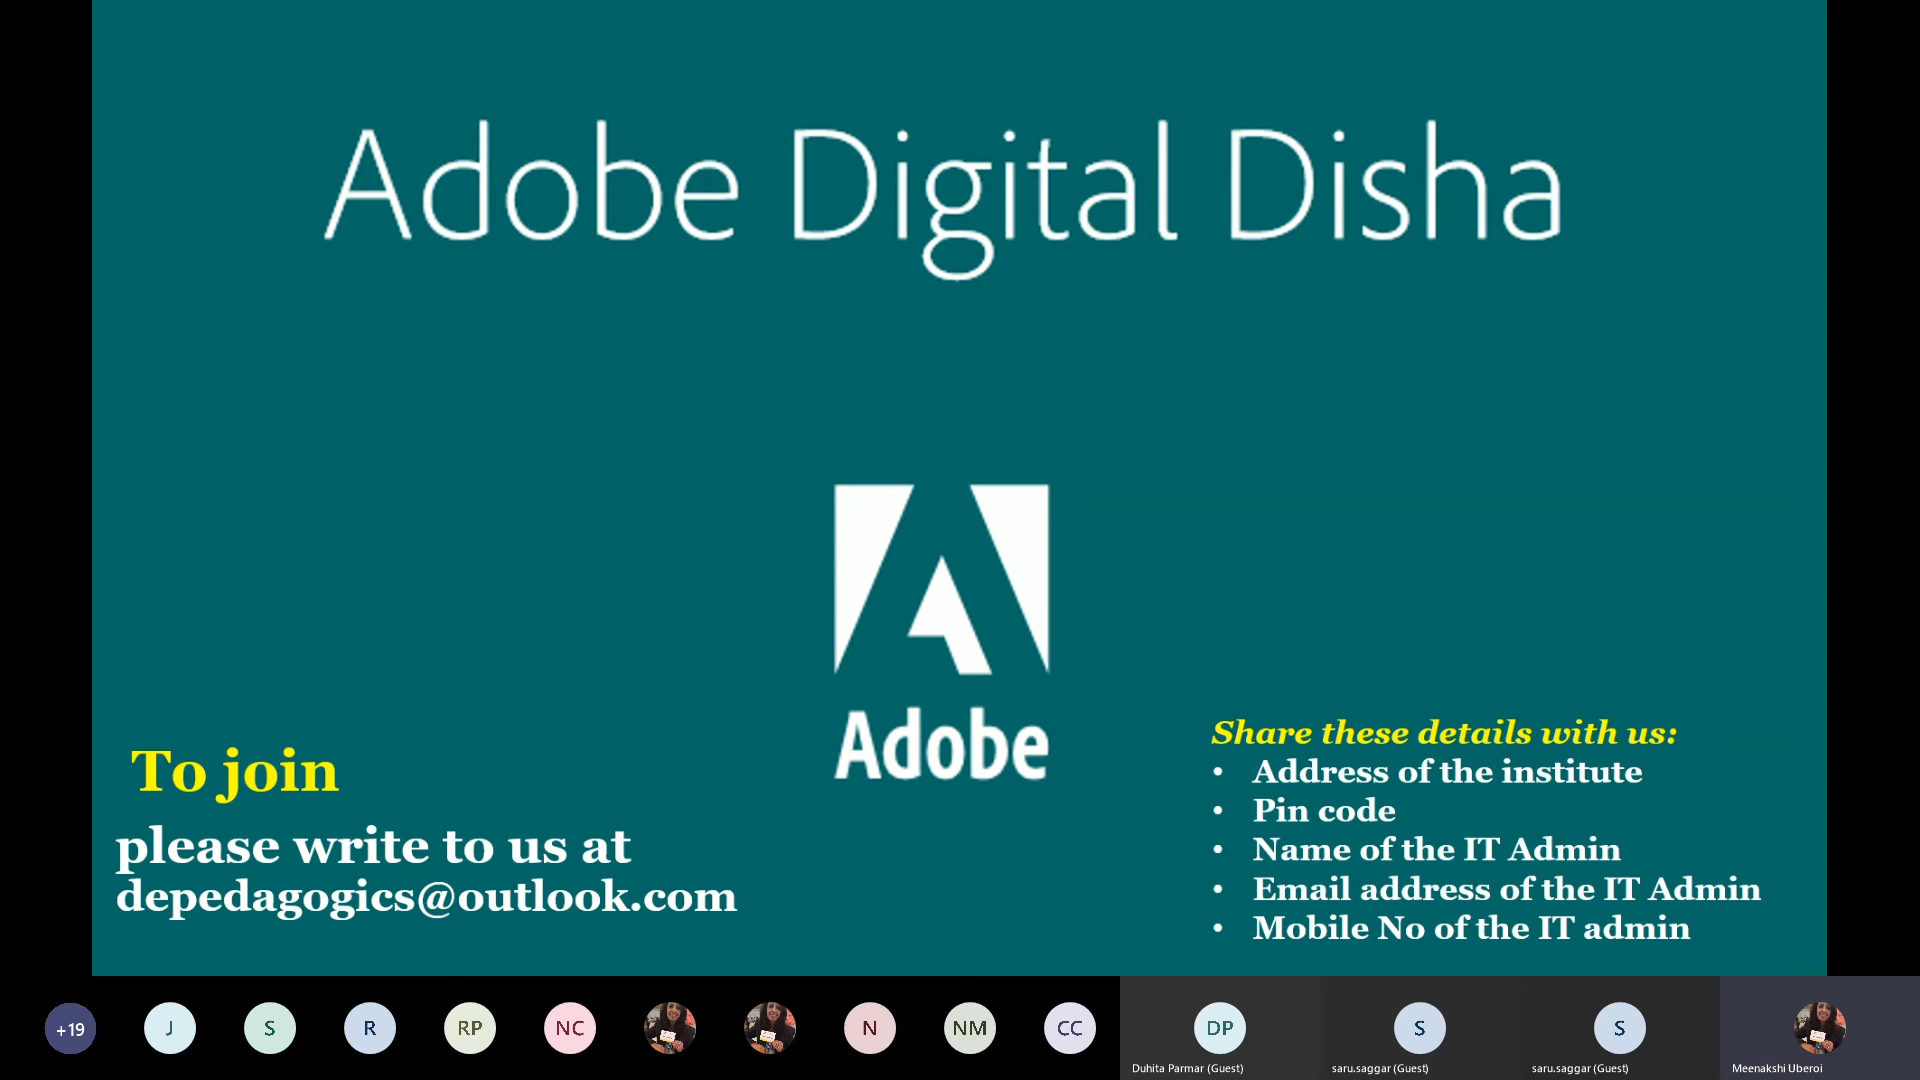 Adobe Digital Disha
Adobe
To join
please write to us at
depedagogics@outlook.com
Share these details with us:
• Address of the institute
• Pin code
• Name of the IT Admin
• Email address of the IT Admin
• Mobile No of the IT admin
+19 J S R RP NC N NM CC DP S S
Duhita Parmar (Guest) saru.saggar (Guest) saru.saggar (Guest) Meenakshi Uberoi